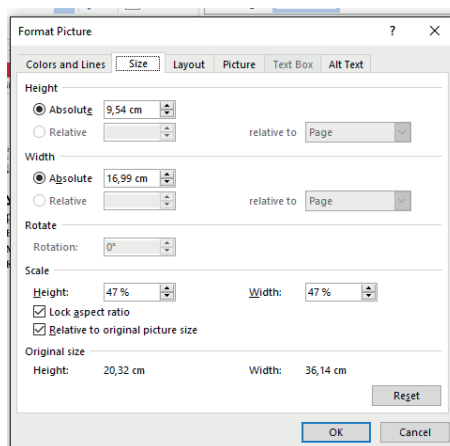 Format Picture ? ×
Colors and Lines Size Layout Picture Text Box Alt Text
Height
Absolute 9,54 cm
Relative relative to Page
Width
Absolute 16,99 cm
Relative relative to Page
Rotate
Rotation: 0°
Scale
Height: 47 % Width: 47 %
Lock aspect ratio
Relative to original picture size
Original size
Height: 20,32 cm Width: 36,14 cm
Reset
OK Cancel